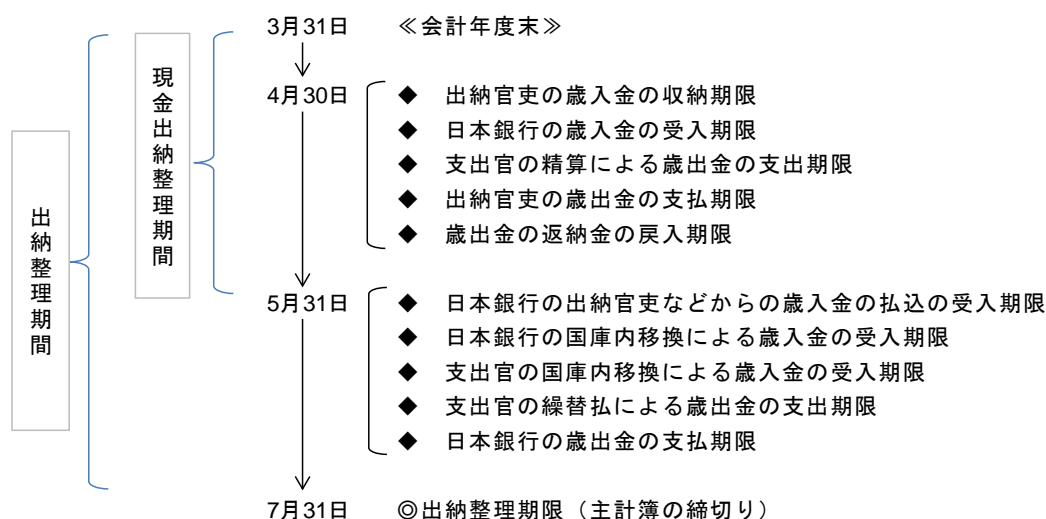 3月31日 ≪会計年度末≫
4月30日
◆ 出納官吏の歳入金の収納期限
◆ 日本銀行の歳入金の受入期限
◆ 支出官の精算による歳出金の支出期限
◆ 出納官吏の歳出金の支払期限
◆ 歳出金の返納金の戻入期限
5月31日
◆ 日本銀行の出納官吏などからの歳入金の払込の受入期限
◆ 日本銀行の国庫内移換による歳入金の受入期限
◆ 支出官の国庫内移換による歳入金の受入期限
◆ 支出官の繰替払による歳出金の支出期限
◆ 日本銀行の歳出金の支払期限
7月31日 ◎出納整理期限（主計簿の締切り）
現金出納整理期間
出納整理期間